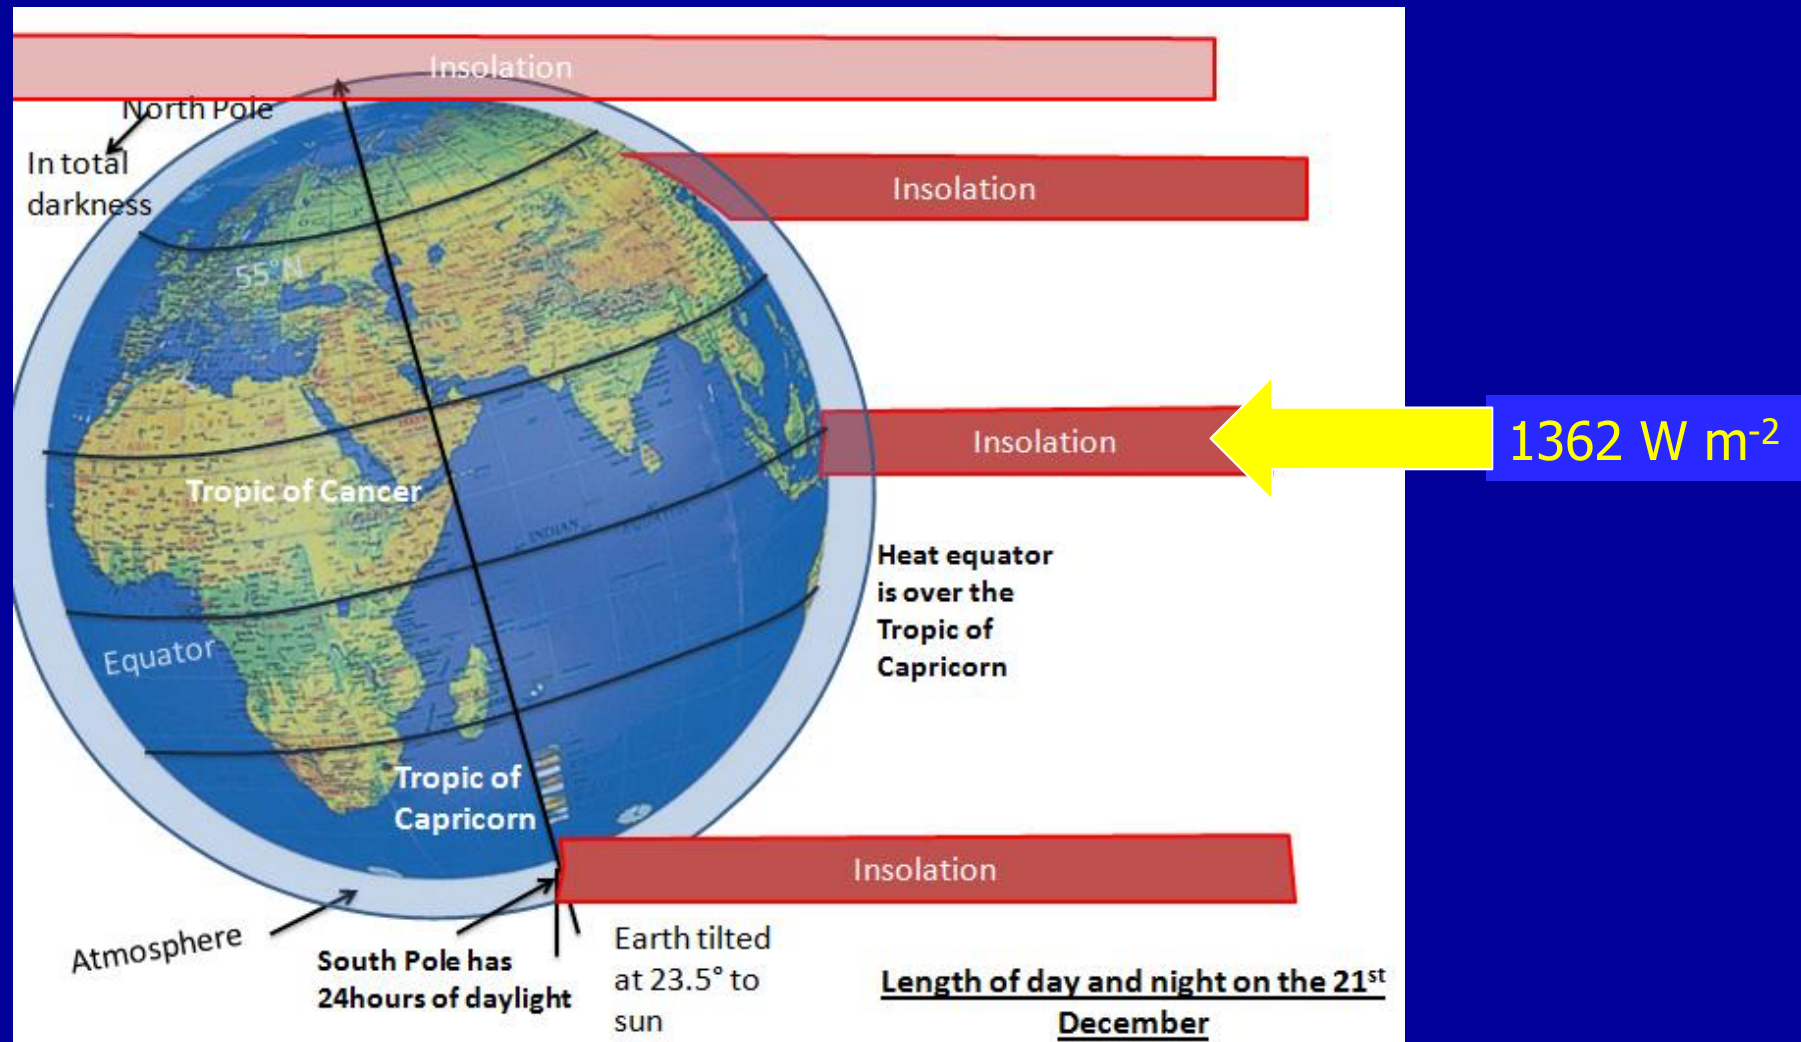 Insolation
North Pole
In total
darkness
Insolation
55°N
Insolation
1362 W m-2
Tropic of Cancer
INDIAN
Heat equator
is over the
Tropic of
Capricorn
Equator
Tropic of
Capricorn
Insolation
Atmosphere
South Pole has
24hours of daylight
Earth tilted
at 23.5° to
sun
Length of day and night on the 21st
December